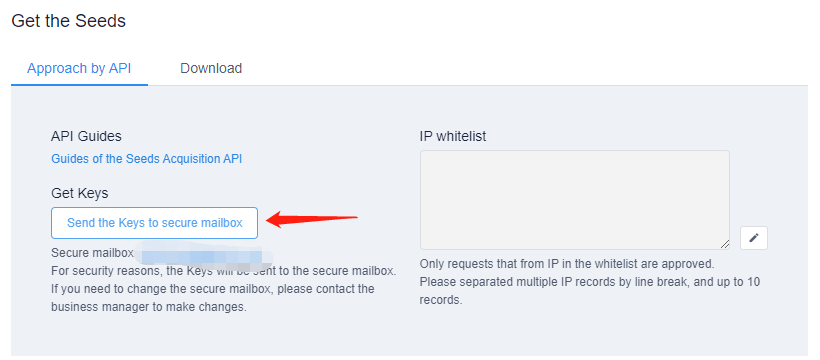 Get the Seeds
Approach by API
Download
API Guides
Guides of the Seeds Acquisition API
Get Keys
Send the Keys to secure mailbox
Secure mailbox
For security reasons, the Keys will be sent to the secure mailbox.
If you need to change the secure mailbox, please contact the
business manager to make changes.
IP whitelist
Only requests that from IP in the whitelist are approved.
Please separated multiple IP records by line break, and up to 10
records.